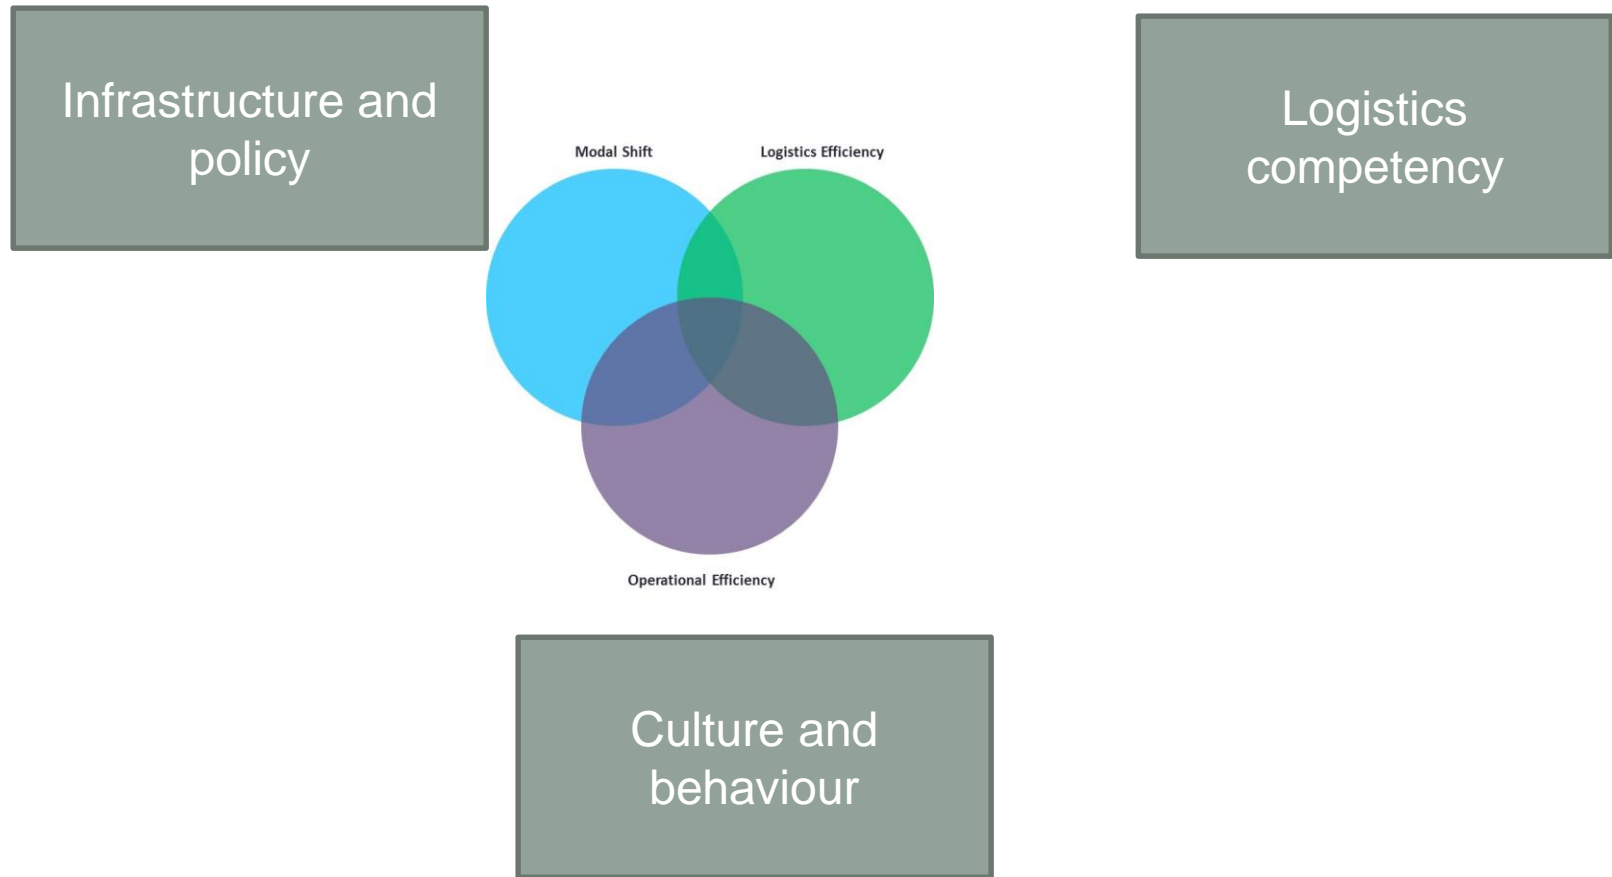 Infrastructure and
policy
Logistics
competency
Modal Shift
Logistics Efficiency
Operational Efficiency
Culture and
behaviour